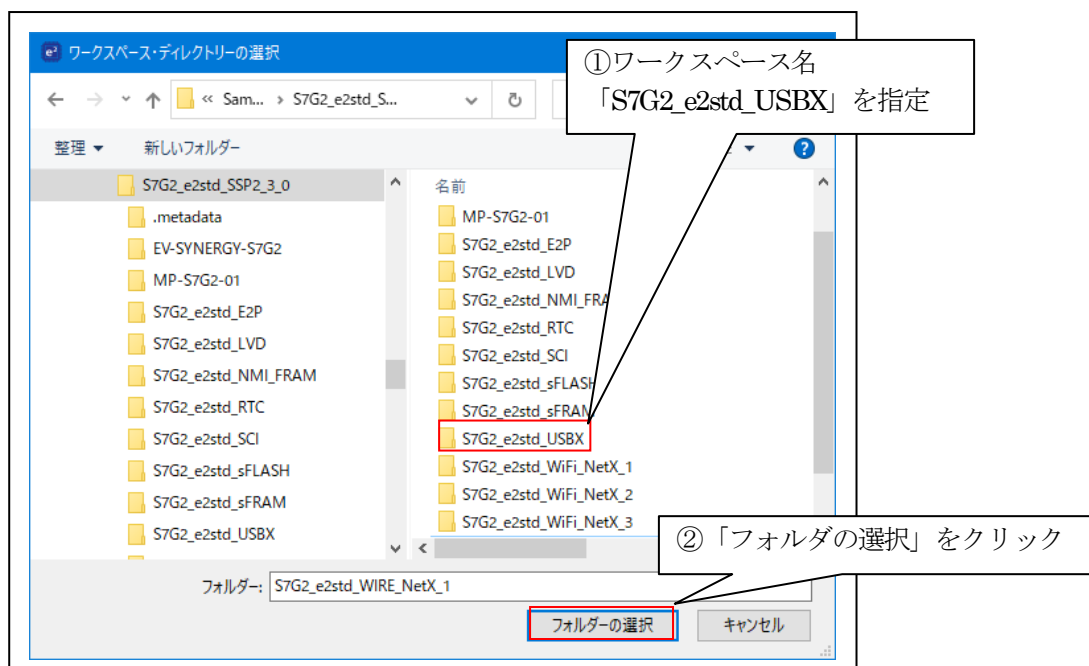 ワークスペース・ディレクトリーの選択
①ワークスペース名
「S7G2_e2std_USBX」を指定
« Sam... › S7G2_e2std_S...
整理 新しいフォルダー
S7G2_e2std_SSP2_3_0
.metadata
EV-SYNERGY-S7G2
MP-S7G2-01
S7G2_e2std_E2P
S7G2_e2std_LVD
S7G2_e2std_NMI_FRAM
S7G2_e2std_RTC
S7G2_e2std_SCI
S7G2_e2std_sFLASH
S7G2_e2std_sFRAM
S7G2_e2std_USBX
名前
MP-S7G2-01
S7G2_e2std_E2P
S7G2_e2std_LVD
S7G2_e2std_NMI_FRA
S7G2_e2std_RTC
S7G2_e2std_SCI
S7G2_e2std_sFLASH
S7G2_e2std_sFRAM
S7G2_e2std_USBX
S7G2_e2std_WiFi_NetX_1
S7G2_e2std_WiFi_NetX_2
S7G2_e2std_WiFi_NetX_3
②「フォルダの選択」をクリック
フォルダー: S7G2_e2std_WIRE_NetX_1
フォルダーの選択 キャンセル